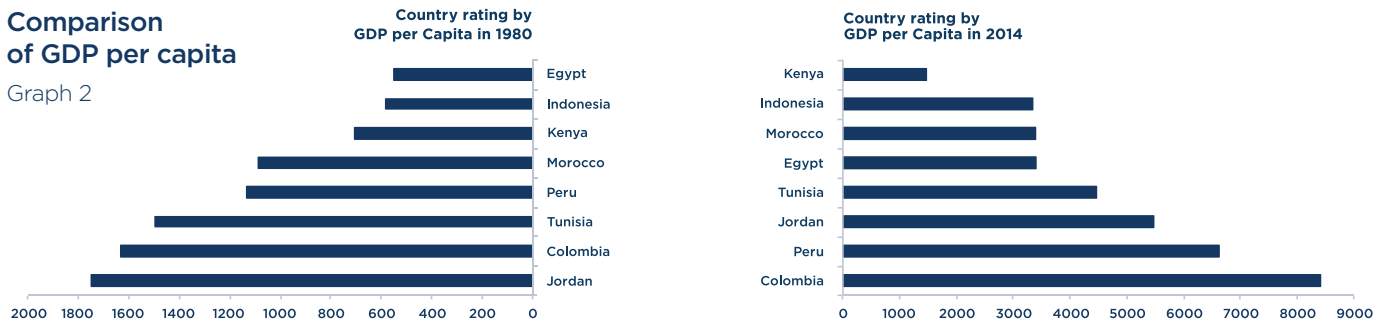 Comparison
of GDP per capita
Graph 2
Country rating by
GDP per Capita in 1980
Egypt
Indonesia
Kenya
Morocco
Peru
Tunisia
Colombia
Jordan
2000 1800 1600 1400 1200 1000 800 600 400 200 0
Country rating by
GDP per Capita in 2014
Kenya
Indonesia
Morocco
Egypt
Tunisia
Jordan
Peru
Colombia
0 1000 2000 3000 4000 5000 6000 7000 8000 9000